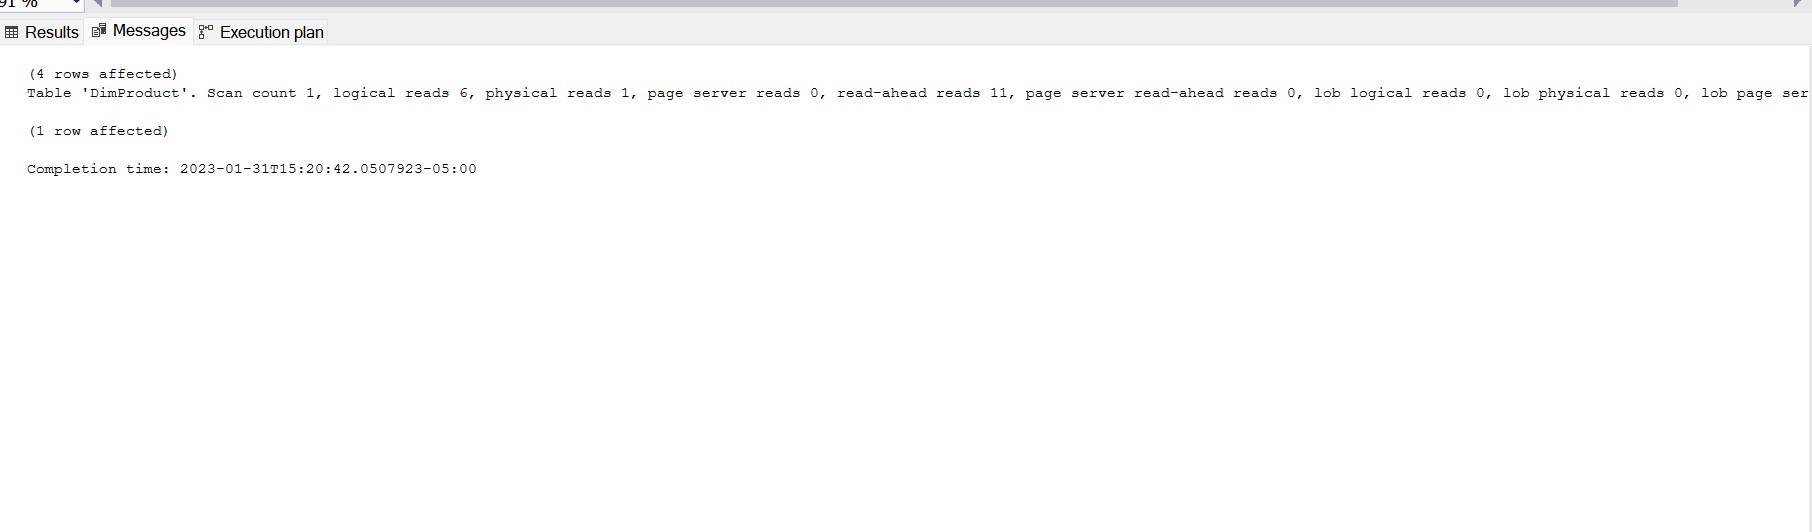 91 %
Results Messages Execution plan
(4 rows affected)
Table 'DimProduct'. Scan count 1, logical reads 6, physical reads 1, page server reads 0, read-ahead reads 11, page server read-ahead reads 0, lob logical reads 0, lob physical reads 0, lob page ser
(1 row affected)
Completion time: 2023-01-31T15:20:42.0507923-05:00